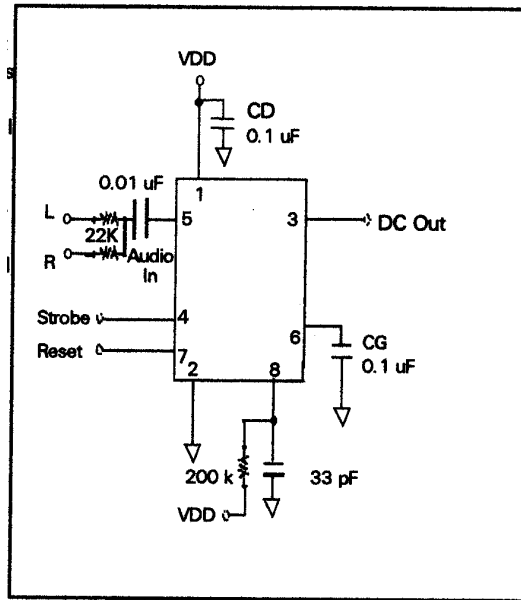 VDD
CD
0.1 uF
0.01 uF
1
L
5
3
DC Out
22K
R
Audio
In
Strobe
4
6
CG
0.1 uF
Reset
7
2
8
200 k
33 pF
VDD